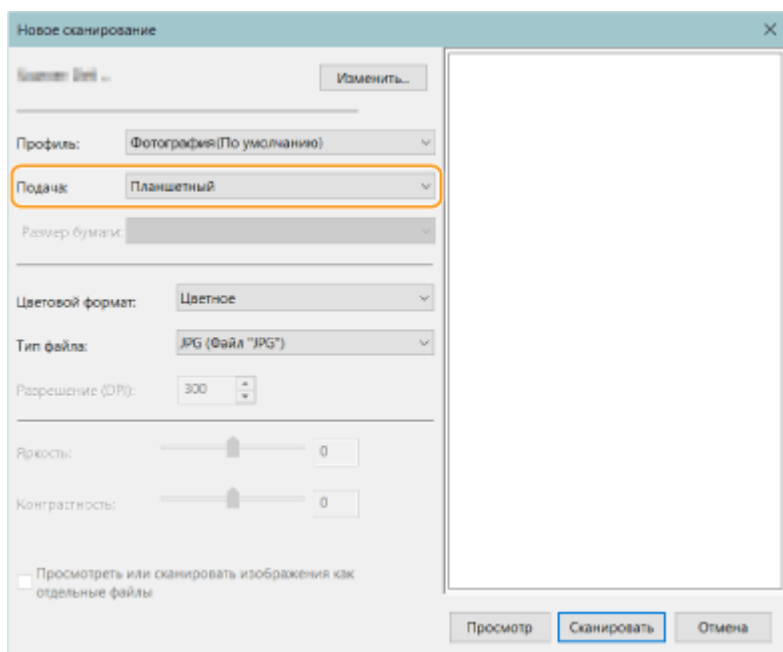 Новое сканирование
Изменить...
Профиль: Фотография(По умолчанию)
Подача: Планшетный
Размер бумаги:
Цветовой формат: Цветное
Тип файла: JPG (Файл "JPG")
Разрешение (DPI): 300
Яркость: 0
Контрастность: 0
Просмотреть или сканировать изображения как
отдельные файлы
Просмотр Сканировать Отмена